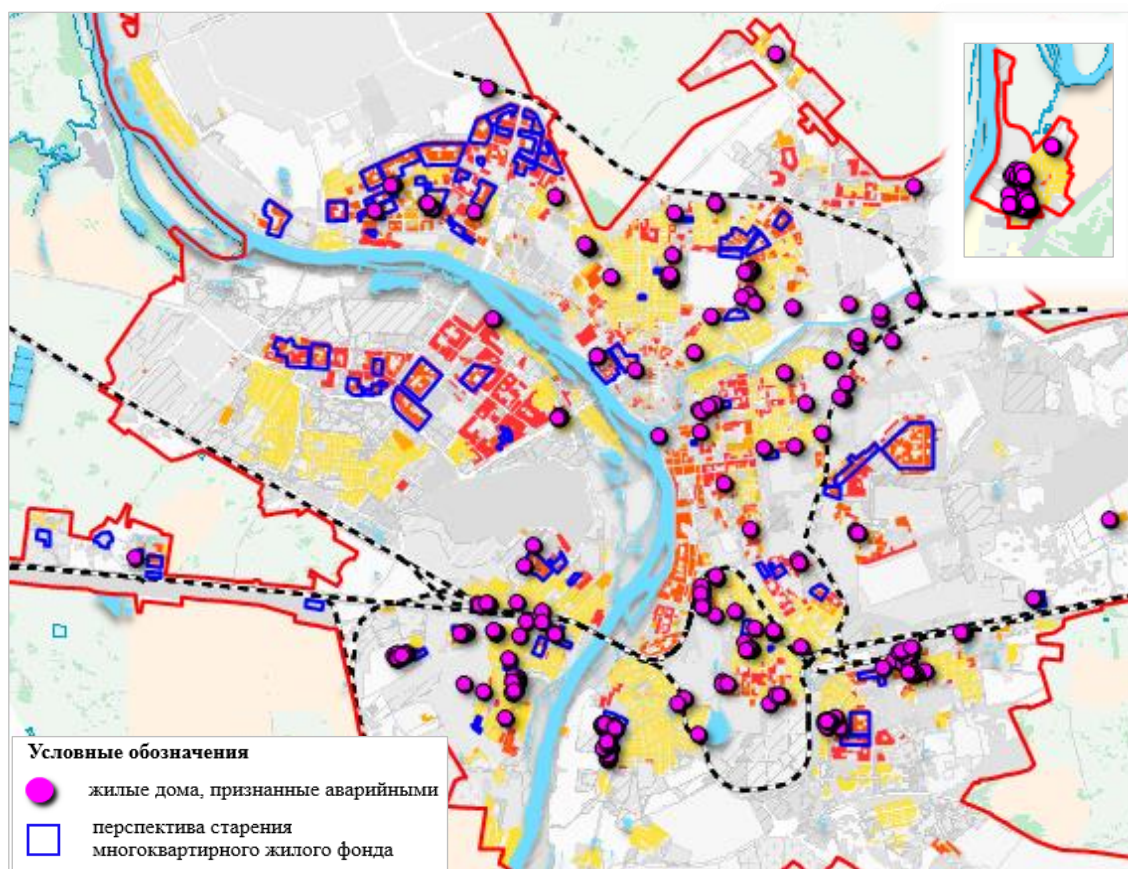 Условные обозначения
жилые дома, признанные аварийными
перспектива старения
многоквартирного жилого фонда